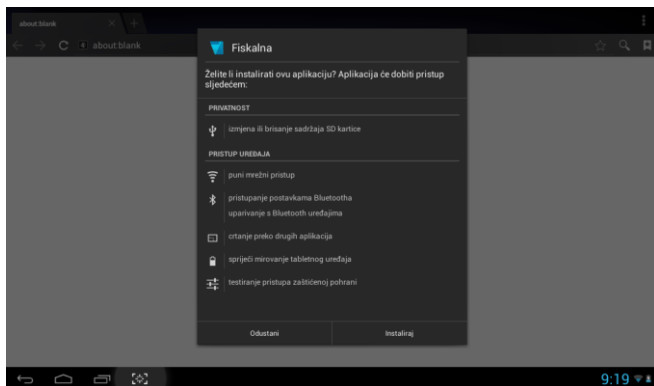 about:blank
about:blank
Fiskalna
Želite li instalirati ovu aplikaciju? Aplikacija će dobiti pristup
sljedećem:
PRIVATNOST
izmjena ili brisanje sadržaja SD kartice
PRISTUP UREĐAJA
puni mrežni pristup
pristupanje postavkama Bluetootha
uparivanje s Bluetooth uređajima
crtanje preko drugih aplikacija
spriječi mirovanje tabletnog uređaja
testiranje pristupa zaštićenoj pohrani
Odustani
Instaliraj
9:19